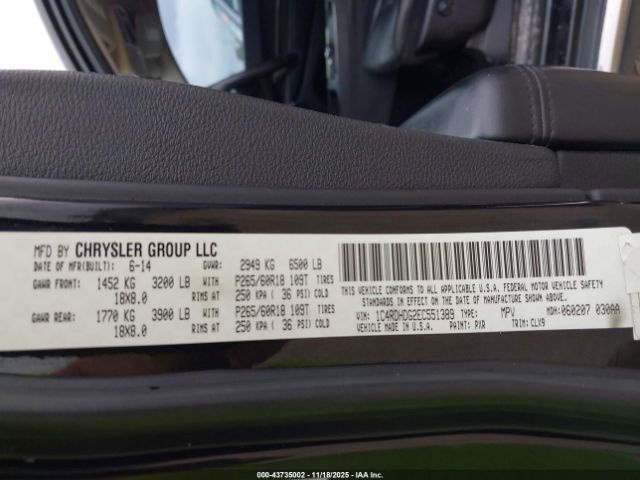 MFD BY CHRYSLER GROUP LLC
DATE OF MFR(BUILT): 6-14 GVWR: 2949 KG 6500 LB
GAWR FRONT: 1452 KG 3200 LB WITH P265/60R18 109T TIRES
18X8.0 RIMS AT 250 KPA ( 36 PSI) COLD
GAWR REAR: 1770 KG 3900 LB WITH P265/60R18 109T TIRES
18X8.0 RIMS AT 250 KPA ( 36 PSI) COLD
THIS VEHICLE CONFORMS TO ALL APPLICABLE U.S.A. FEDERAL MOTOR VEHICLE SAFETY
STANDARDS IN EFFECT ON THE DATE OF MANUFACTURE SHOWN ABOVE.
VIN: 1C4RDHDG2EC551389 TYPE: MPV MDH: 060207 030AA
VEHICLE MADE IN U.S.A. PAINT: PXR TRIM: CLX9
000-43735002 - 11/18/2025 - IAA Inc.